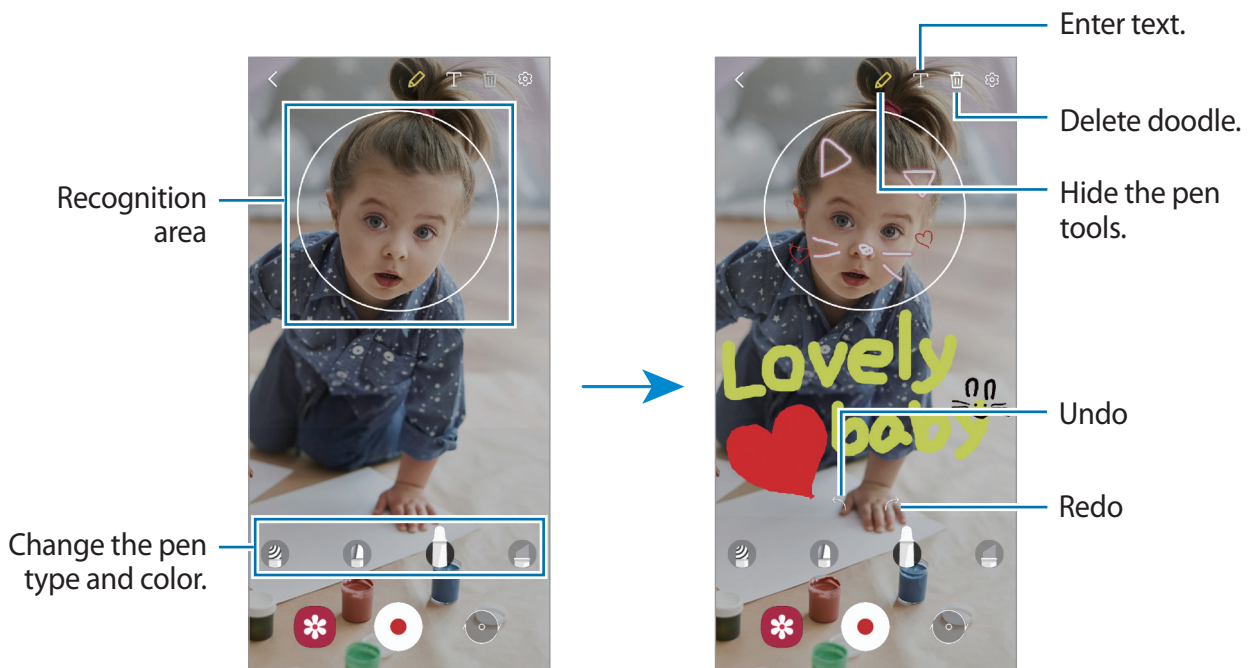 Enter text.
Delete doodle.
Recognition
area
Hide the pen
tools.
Lovely
baby
Undo
Redo
Change the pen
type and color.